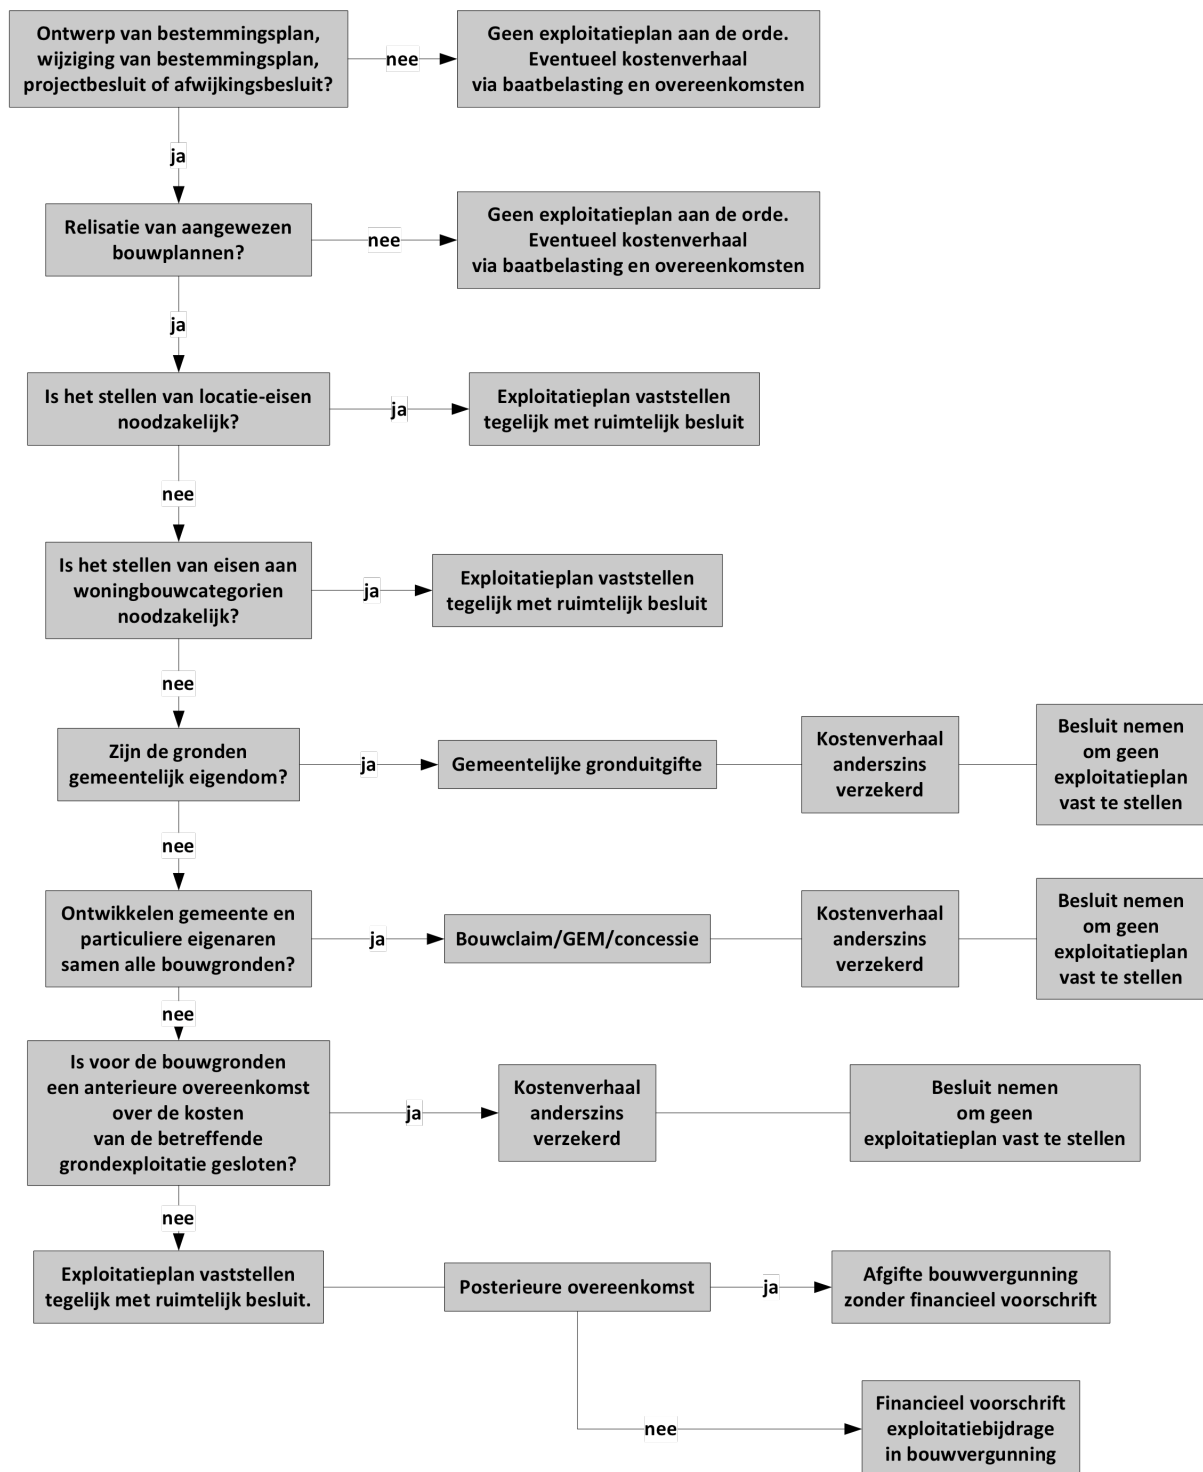 Ontwerp van bestemmingsplan,
wijziging van bestemmingsplan,
projectbesluit of afwijkingsbesluit?
nee
Geen exploitatieplan aan de orde.
Eventueel kostenverhaal
via baatbelasting en overeenkomsten
ja
Relisatie van aangewezen
bouwplannen?
nee
Geen exploitatieplan aan de orde.
Eventueel kostenverhaal
via baatbelasting en overeenkomsten
ja
Is het stellen van locatie-eisen
noodzakelijk?
ja
Exploitatieplan vaststellen
tegelijk met ruimtelijk besluit
nee
Is het stellen van eisen aan
woningbouwcategorien
noodzakelijk?
ja
Exploitatieplan vaststellen
tegelijk met ruimtelijk besluit
nee
Zijn de gronden
gemeentelijk eigendom?
ja
Gemeentelijke gronduitgifte
Kostenverhaal
anderszins
verzekerd
Besluit nemen
om geen
exploitatieplan
vast te stellen
nee
Ontwikkelen gemeente en
particuliere eigenaren
samen alle bouwgronden?
ja
Bouwclaim/GEM/concessie
Kostenverhaal
anderszins
verzekerd
Besluit nemen
om geen
exploitatieplan
vast te stellen
nee
Is voor de bouwgronden
een anterieure overeenkomst
over de kosten
van de betreffende
grondexploitatie gesloten?
ja
Kostenverhaal
anderszins
verzekerd
Besluit nemen
om geen
exploitatieplan vast te stellen
nee
Exploitatieplan vaststellen
tegelijk met ruimtelijk besluit.
Posterieure overeenkomst
ja
Afgifte bouwvergunning
zonder financieel voorschrift
nee
Financieel voorschrift
exploitatiebijdrage
in bouwvergunning